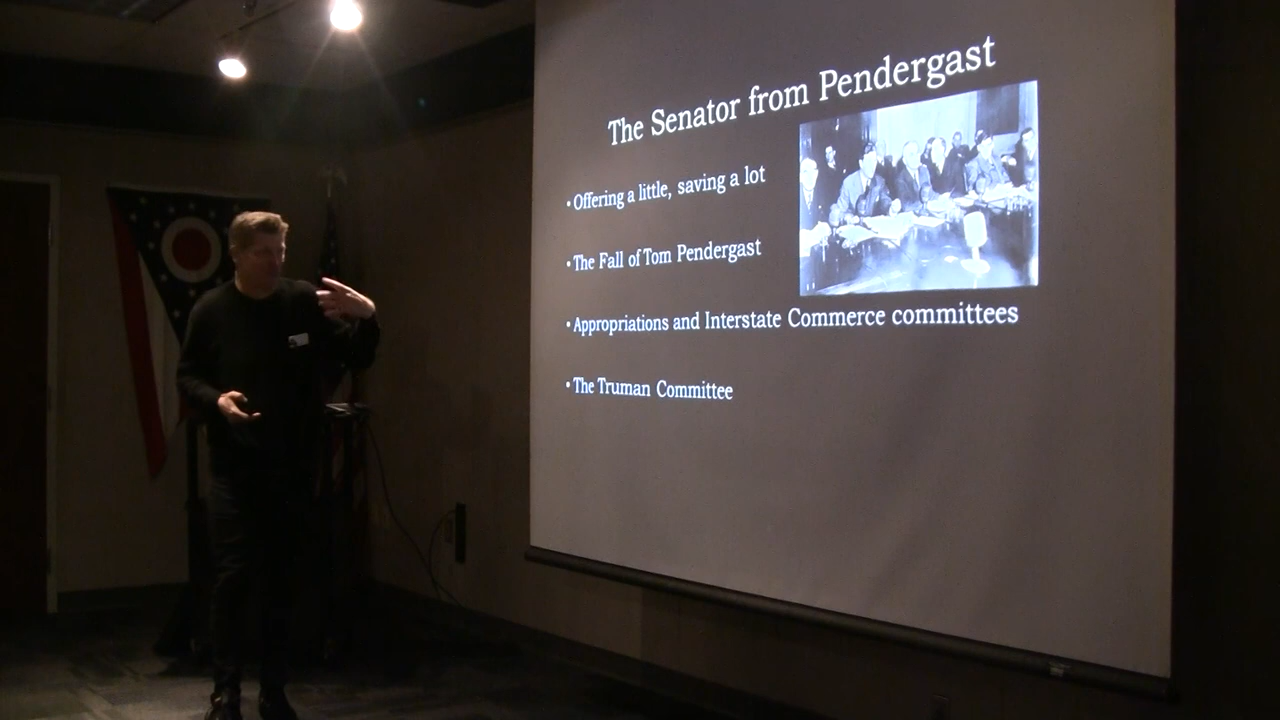 The Senator from Pendergast
• Offering a little, saving a lot
• The Fall of Tom Pendergast
• Appropriations and Interstate Commerce committees
• The Truman Committee